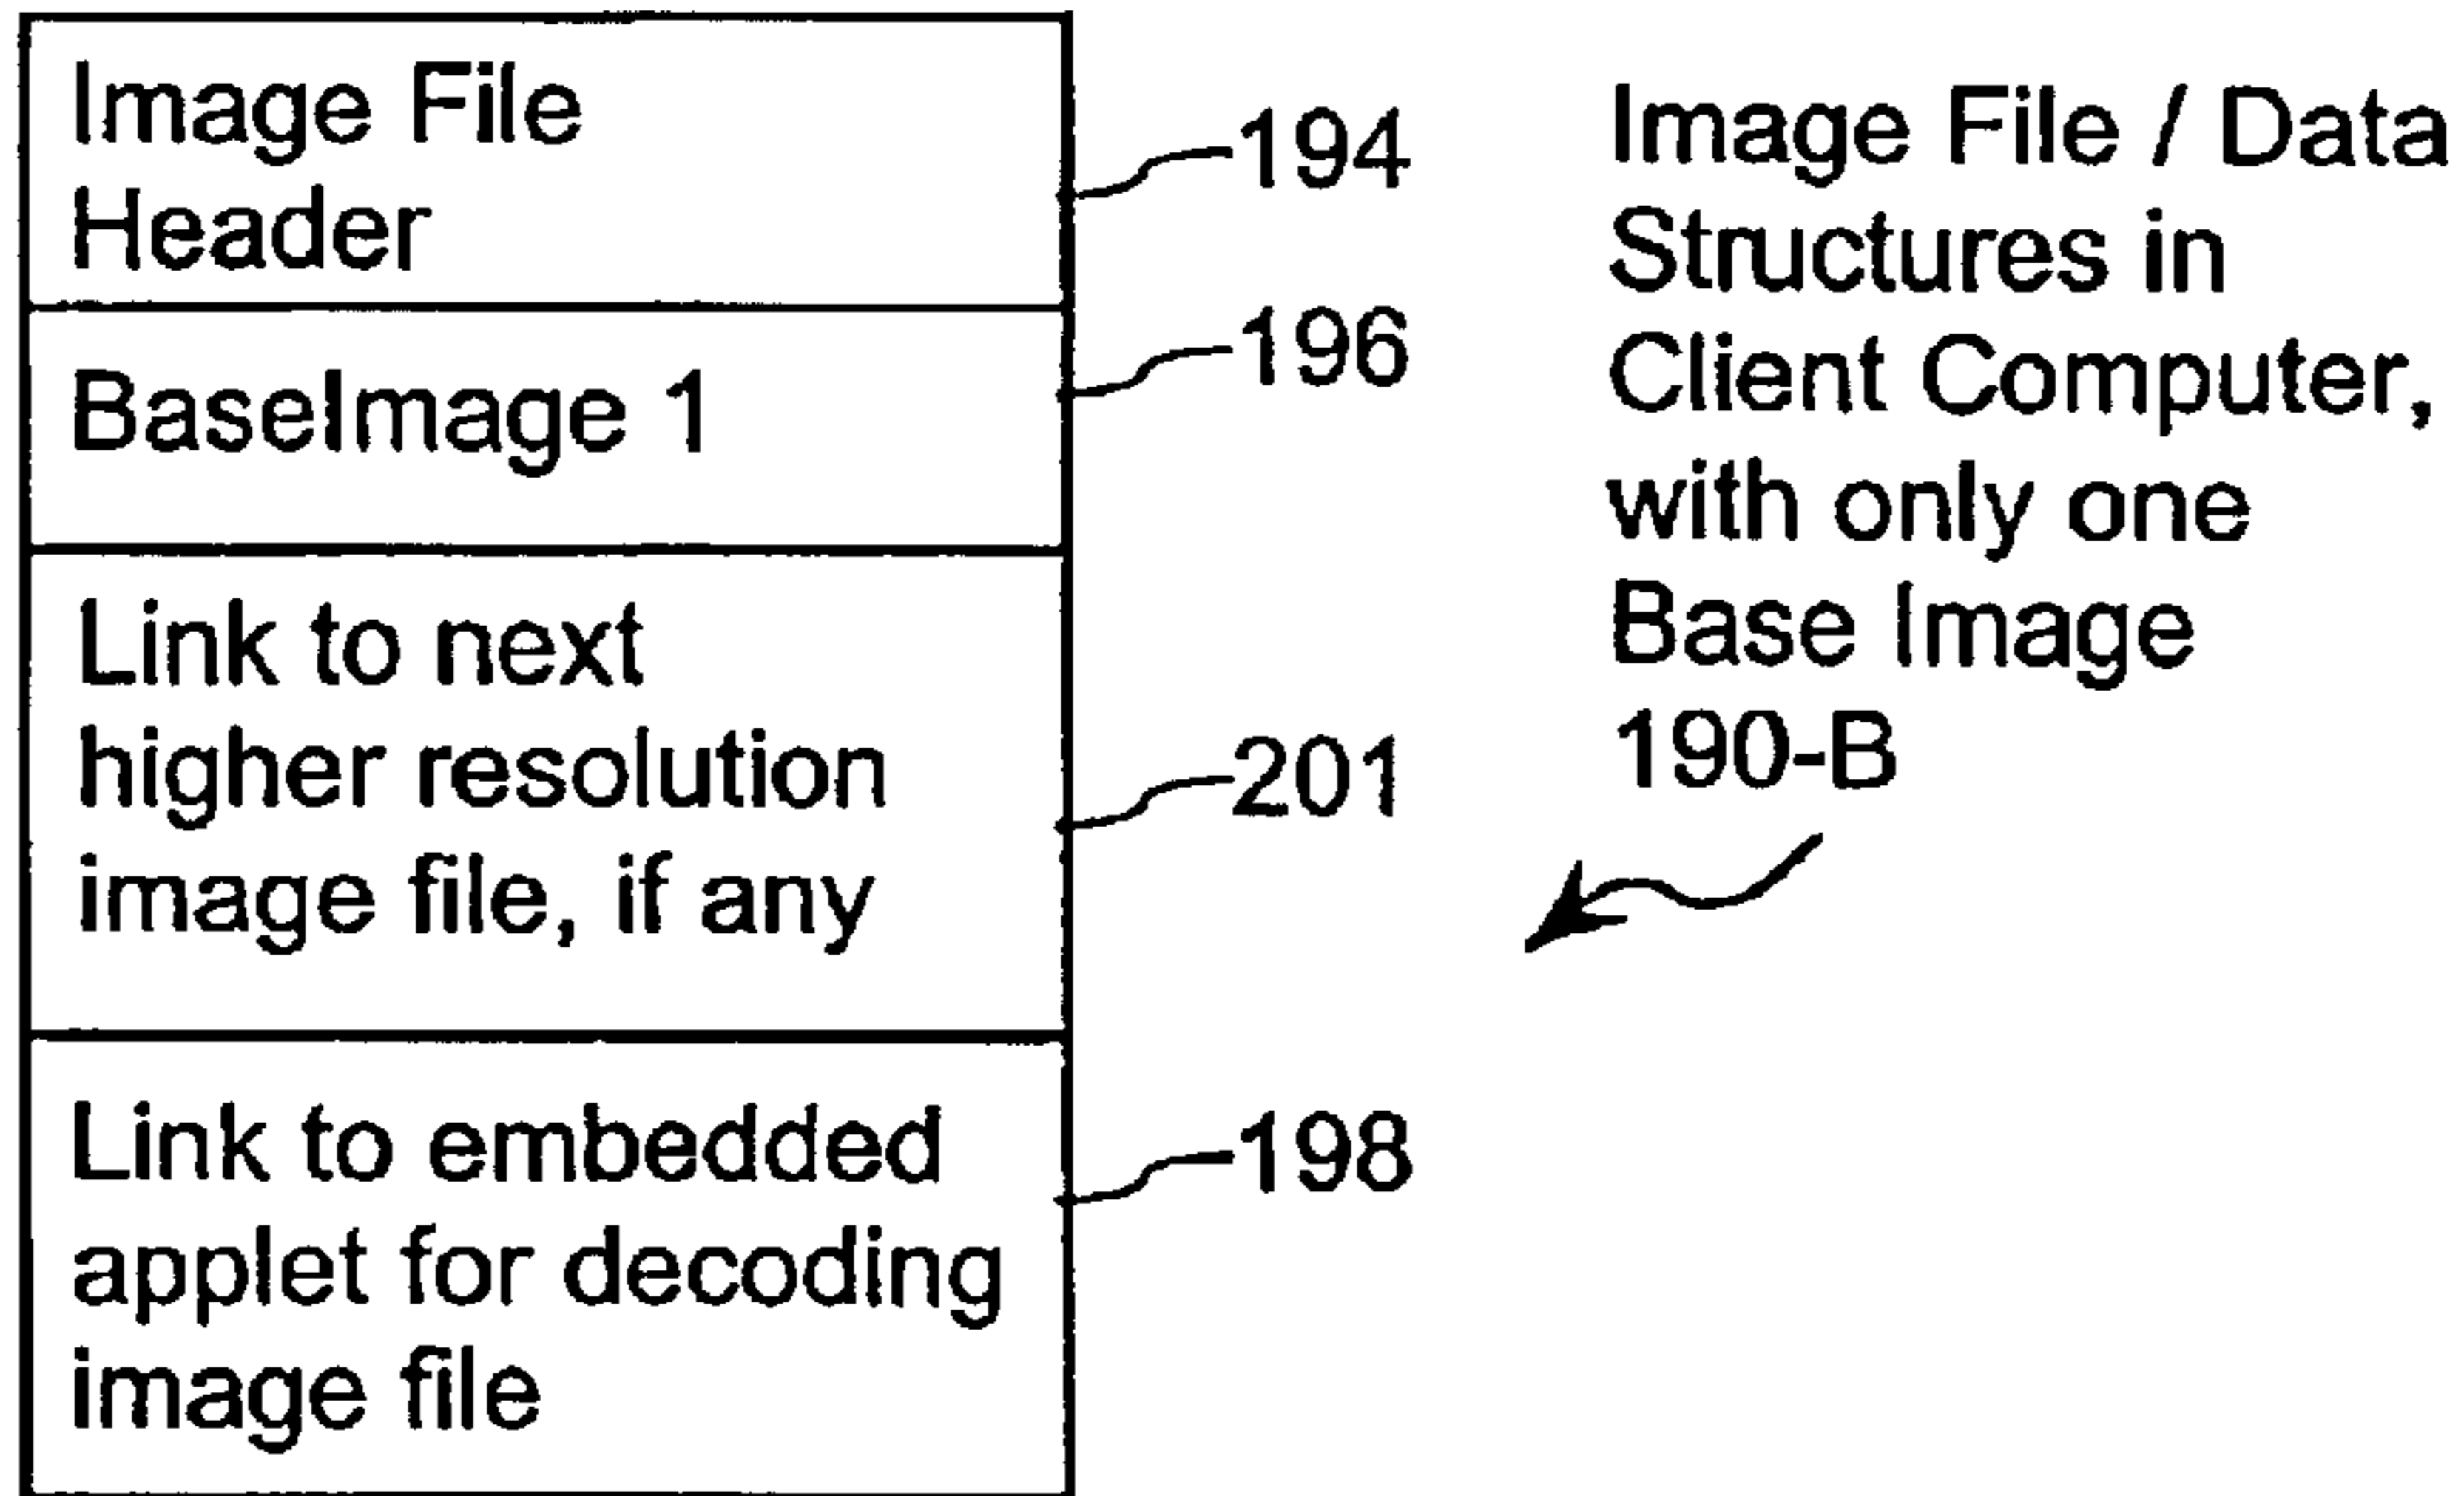 Image File
Header
194
BaseImage 1
196
Link to next
higher resolution
image file, if any
201
Link to embedded
applet for decoding
image file
198
Image File / Data
Structures in
Client Computer,
with only one
Base Image
190-B